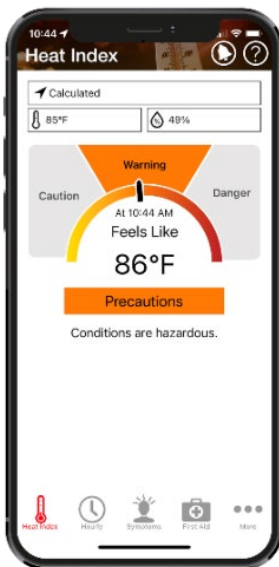 10:44
Heat Index
?
Calculated
85°F
% 49%
Warning
Caution
Danger
At 10:44 AM
Feels Like
86°F
Precautions
Conditions are hazardous.
Heat Index
Hourly
Symptoms
First Aid
More